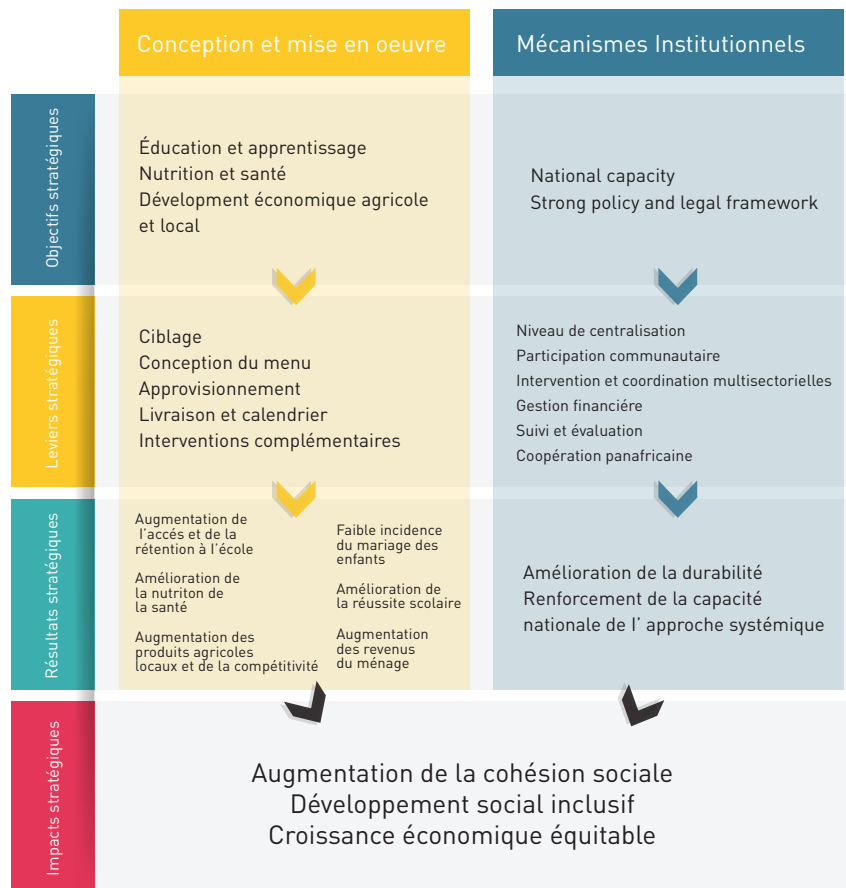 Conception et mise en oeuvre
Mécanismes Institutionnels
Objectifs stratégiques
Éducation et apprentissage
Nutrition et santé
Dévelopment économique agricole
et local
National capacity
Strong policy and legal framework
Leviers stratégiques
Ciblage
Conception du menu
Approvisionnement
Livraison et calendrier
Interventions complémentaires
Niveau de centralisation
Participation communautaire
Intervention et coordination multisectorielles
Gestion financiére
Suivi et évaluation
Coopération panafricaine
Résultats stratégiques
Augmentation de
l'accés et de la
rétention à l'école
Amélioration de
la nutriton de
la santé
Augmentation des
produits agricoles
locaux et de la compétitivité
Faible incidence
du mariage des
enfants
Amélioration de
la réussite scolaire
Augmentation
des revenus
du ménage
Amélioration de la durabilité
Renforcement de la capacité
nationale de l' approche systémique
Impacts stratégiques
Augmentation de la cohésion sociale
Développement social inclusif
Croissance économique équitable